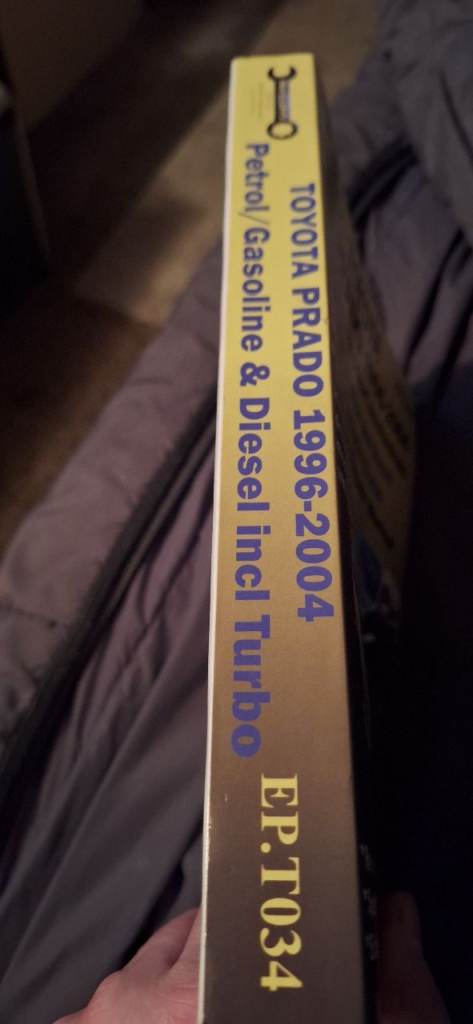 TOYOTA PRADO 1996-2004
Petrol/Gasoline & Diesel incl Turbo
EP.T034